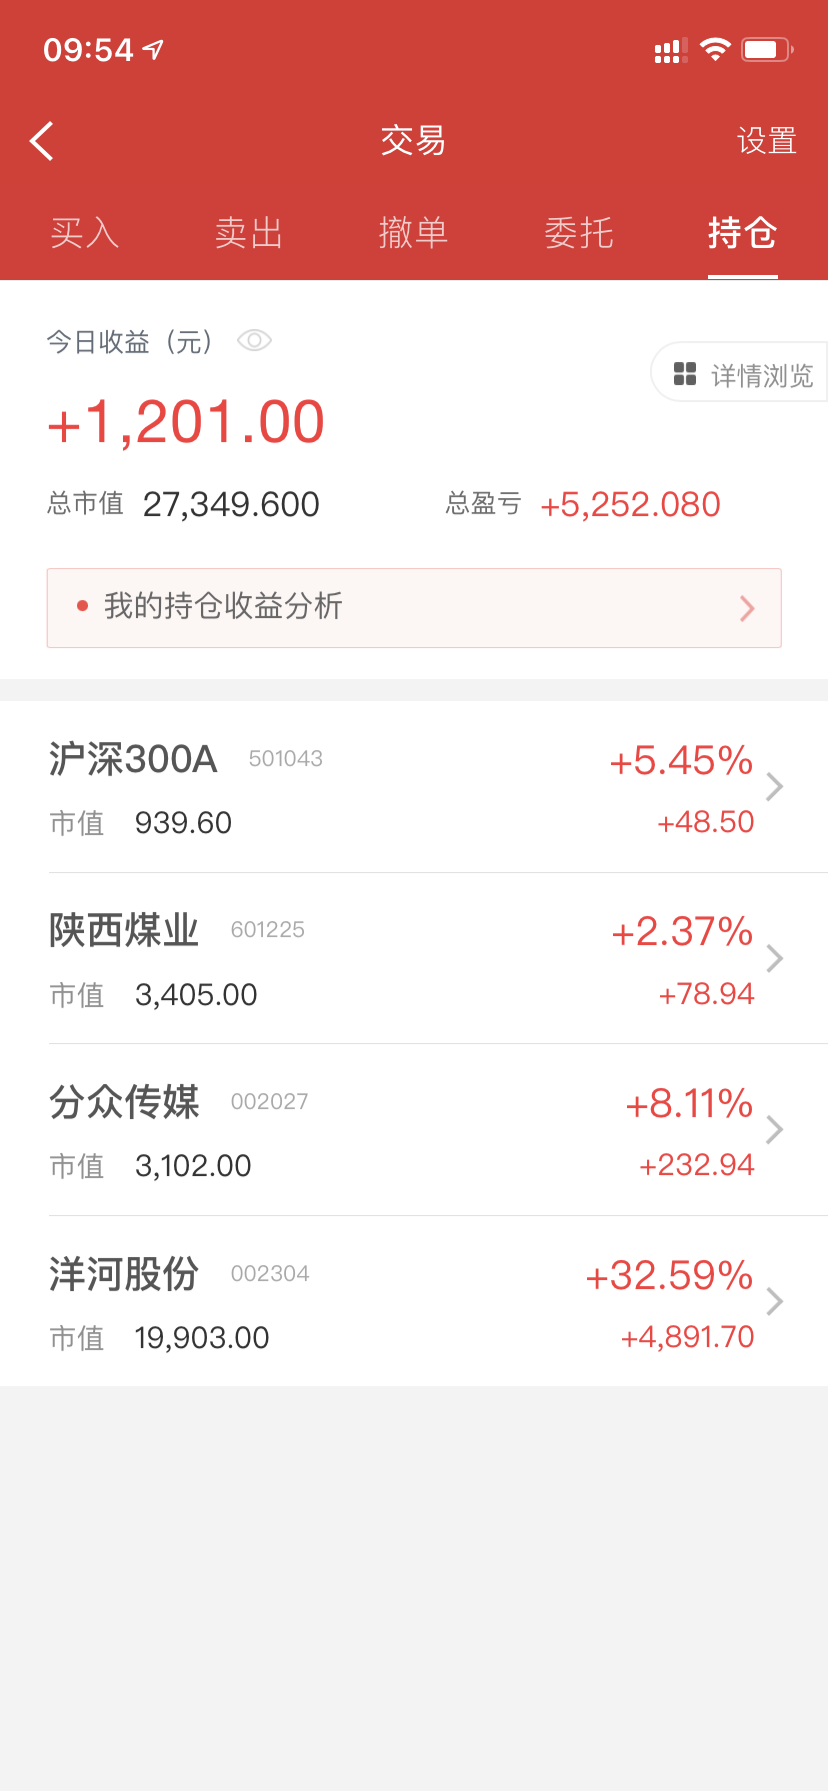 09:54
交易 设置
买入 卖出 撤单 委托 持仓
今日收益（元）
详情浏览
+1,201.00
总市值 27,349.600 总盈亏 +5,252.080
我的持仓收益分析
沪深300A 501043 +5.45%
市值 939.60 +48.50
陕西煤业 601225 +2.37%
市值 3,405.00 +78.94
分众传媒 002027 +8.11%
市值 3,102.00 +232.94
洋河股份 002304 +32.59%
市值 19,903.00 +4,891.70